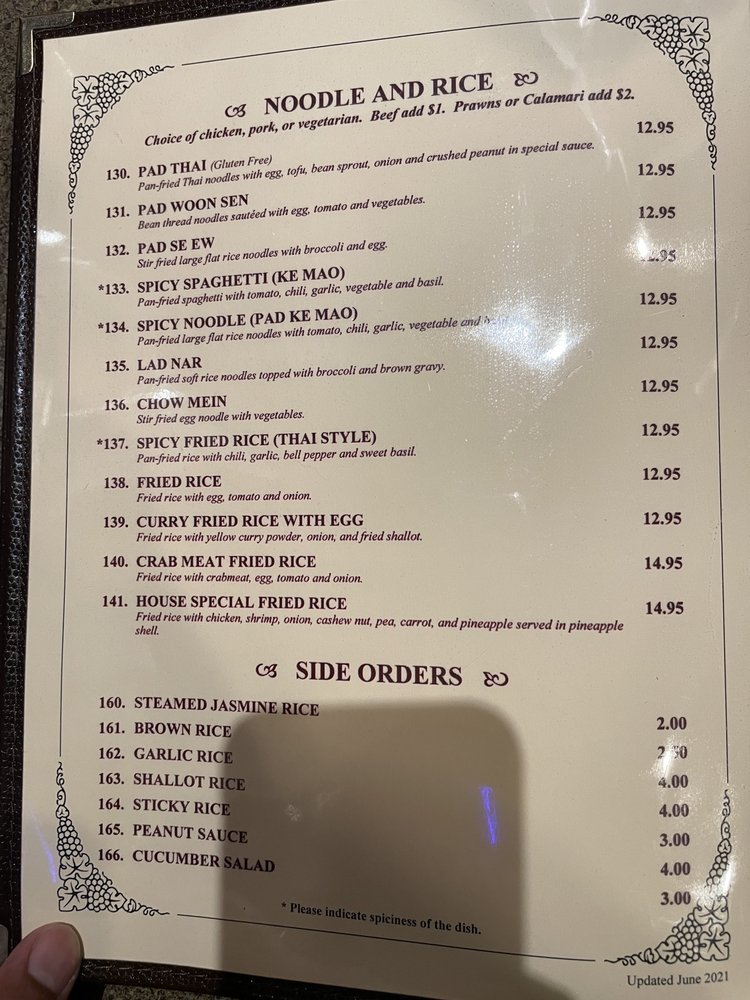 NOODLE AND RICE
Choice of chicken, pork, or vegetarian. Beef add $1. Prawns or Calamari add $2.
130. PAD THAI (Gluten Free) 12.95
Pan-fried Thai noodles with egg, tofu, bean sprout, onion and crushed peanut in special sauce.
131. PAD WOON SEN 12.95
Bean thread noodles sautéed with egg, tomato and vegetables.
132. PAD SE EW 12.95
Stir fried large flat rice noodles with broccoli and egg.
*133. SPICY SPAGHETTI (KE MAO) 12.95
Pan-fried spaghetti with tomato, chili, garlic, vegetable and basil.
*134. SPICY NOODLE (PAD KE MAO) 12.95
Pan-fried large flat rice noodles with tomato, chili, garlic, vegetable and
135. LAD NAR 12.95
Pan-fried soft rice noodles topped with broccoli and brown gravy.
136. CHOW MEIN 12.95
Stir fried egg noodle with vegetables.
*137. SPICY FRIED RICE (THAI STYLE) 12.95
Pan-fried rice with chili, garlic, bell pepper and sweet basil.
138. FRIED RICE 12.95
Fried rice with egg, tomato and onion.
139. CURRY FRIED RICE WITH EGG 12.95
Fried rice with yellow curry powder, onion, and fried shallot.
140. CRAB MEAT FRIED RICE 14.95
Fried rice with crabmeat, egg, tomato and onion.
141. HOUSE SPECIAL FRIED RICE 14.95
Fried rice with chicken, shrimp, onion, cashew nut, pea, carrot, and pineapple served in pineapple
shell.
SIDE ORDERS
160. STEAMED JASMINE RICE 2.00
161. BROWN RICE 2.50
162. GARLIC RICE 4.00
163. SHALLOT RICE 4.00
164. STICKY RICE 3.00
165. PEANUT SAUCE 4.00
166. CUCUMBER SALAD 3.00
* Please indicate spiciness of the dish.
Updated June 2021